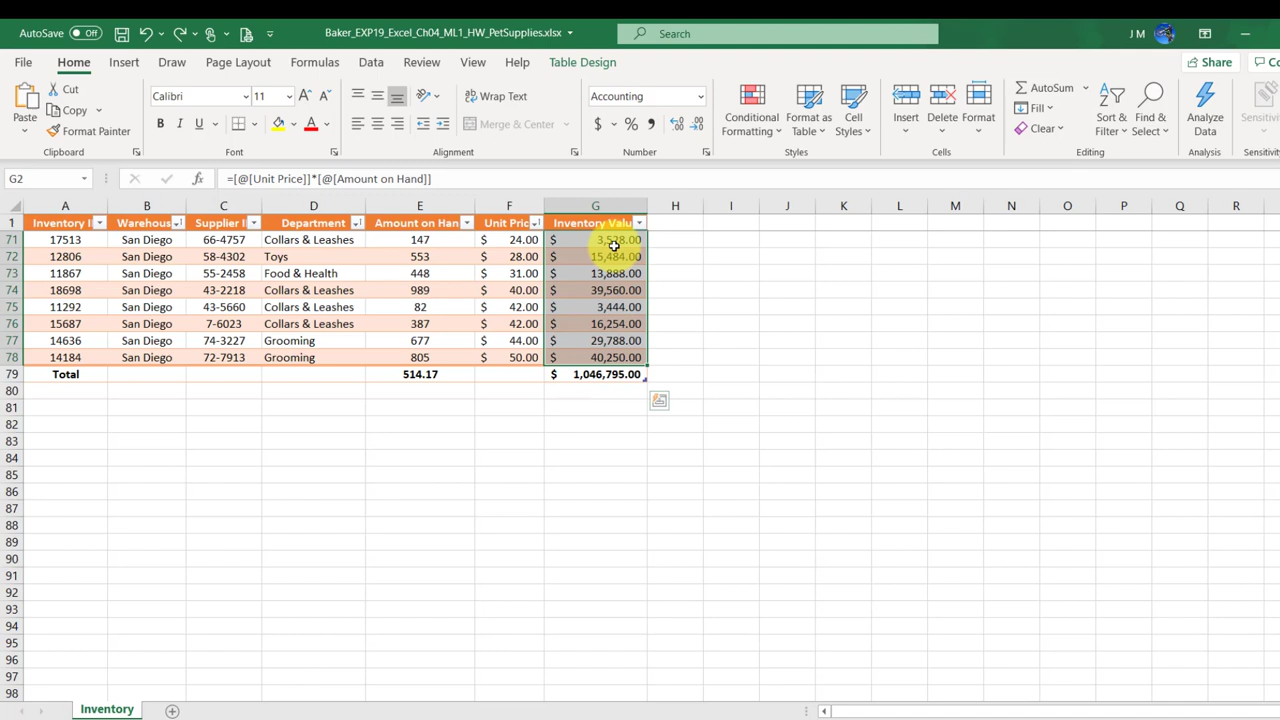 AutoSave Off Baker_EXP19_Excel_Ch04_ML1_HW_PetSupplies.xlsx Search J M
File Home Insert Draw Page Layout Formulas Data Review View Help Table Design Share Co
Paste Cut Copy Format Painter Clipboard
Calibri 11 B I U A Font
Wrap Text Merge & Center Alignment
Accounting $ % , Number
Conditional Formatting Format as Table Cell Styles Styles
Insert Delete Format Cells
AutoSum Fill Clear Sort & Filter Find & Select Editing
Analyze Data Analysis
Sensitiv
G2 fx =[@[Unit Price]]*[@[Amount on Hand]]
A B C D E F G H I J K L M N O P Q R
1 Inventory I Warehous Supplier I Department Amount on Han Unit Pric Inventory Valu
71 17513 San Diego 66-4757 Collars & Leashes 147 $ 24.00 $ 3,528.00
72 12806 San Diego 58-4302 Toys 553 $ 28.00 $ 15,484.00
73 11867 San Diego 55-2458 Food & Health 448 $ 31.00 $ 13,888.00
74 18698 San Diego 43-2218 Collars & Leashes 989 $ 40.00 $ 39,560.00
75 11292 San Diego 43-5660 Collars & Leashes 82 $ 42.00 $ 3,444.00
76 15687 San Diego 7-6023 Collars & Leashes 387 $ 42.00 $ 16,254.00
77 14636 San Diego 74-3227 Grooming 677 $ 44.00 $ 29,788.00
78 14184 San Diego 72-7913 Grooming 805 $ 50.00 $ 40,250.00
79 Total 514.17 $ 1,046,795.00
80
81
82
83
84
85
86
87
88
89
90
91
92
93
94
95
96
97
98
Inventory